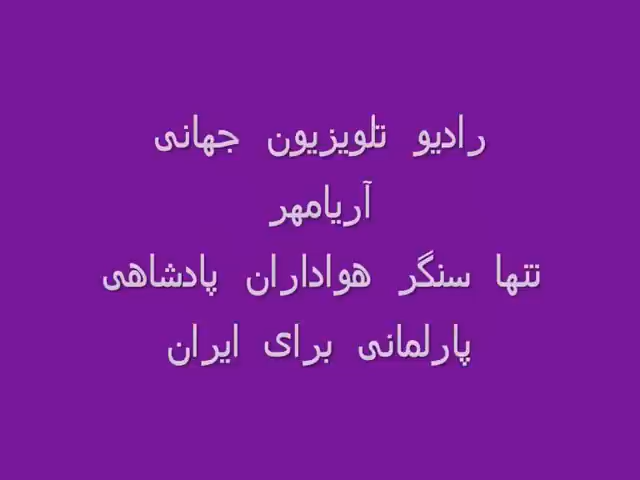 رادیو تلویزیون جهانی
آریامهر
تنها سنگر هواداران پادشاهی
پارلمانی برای ایران